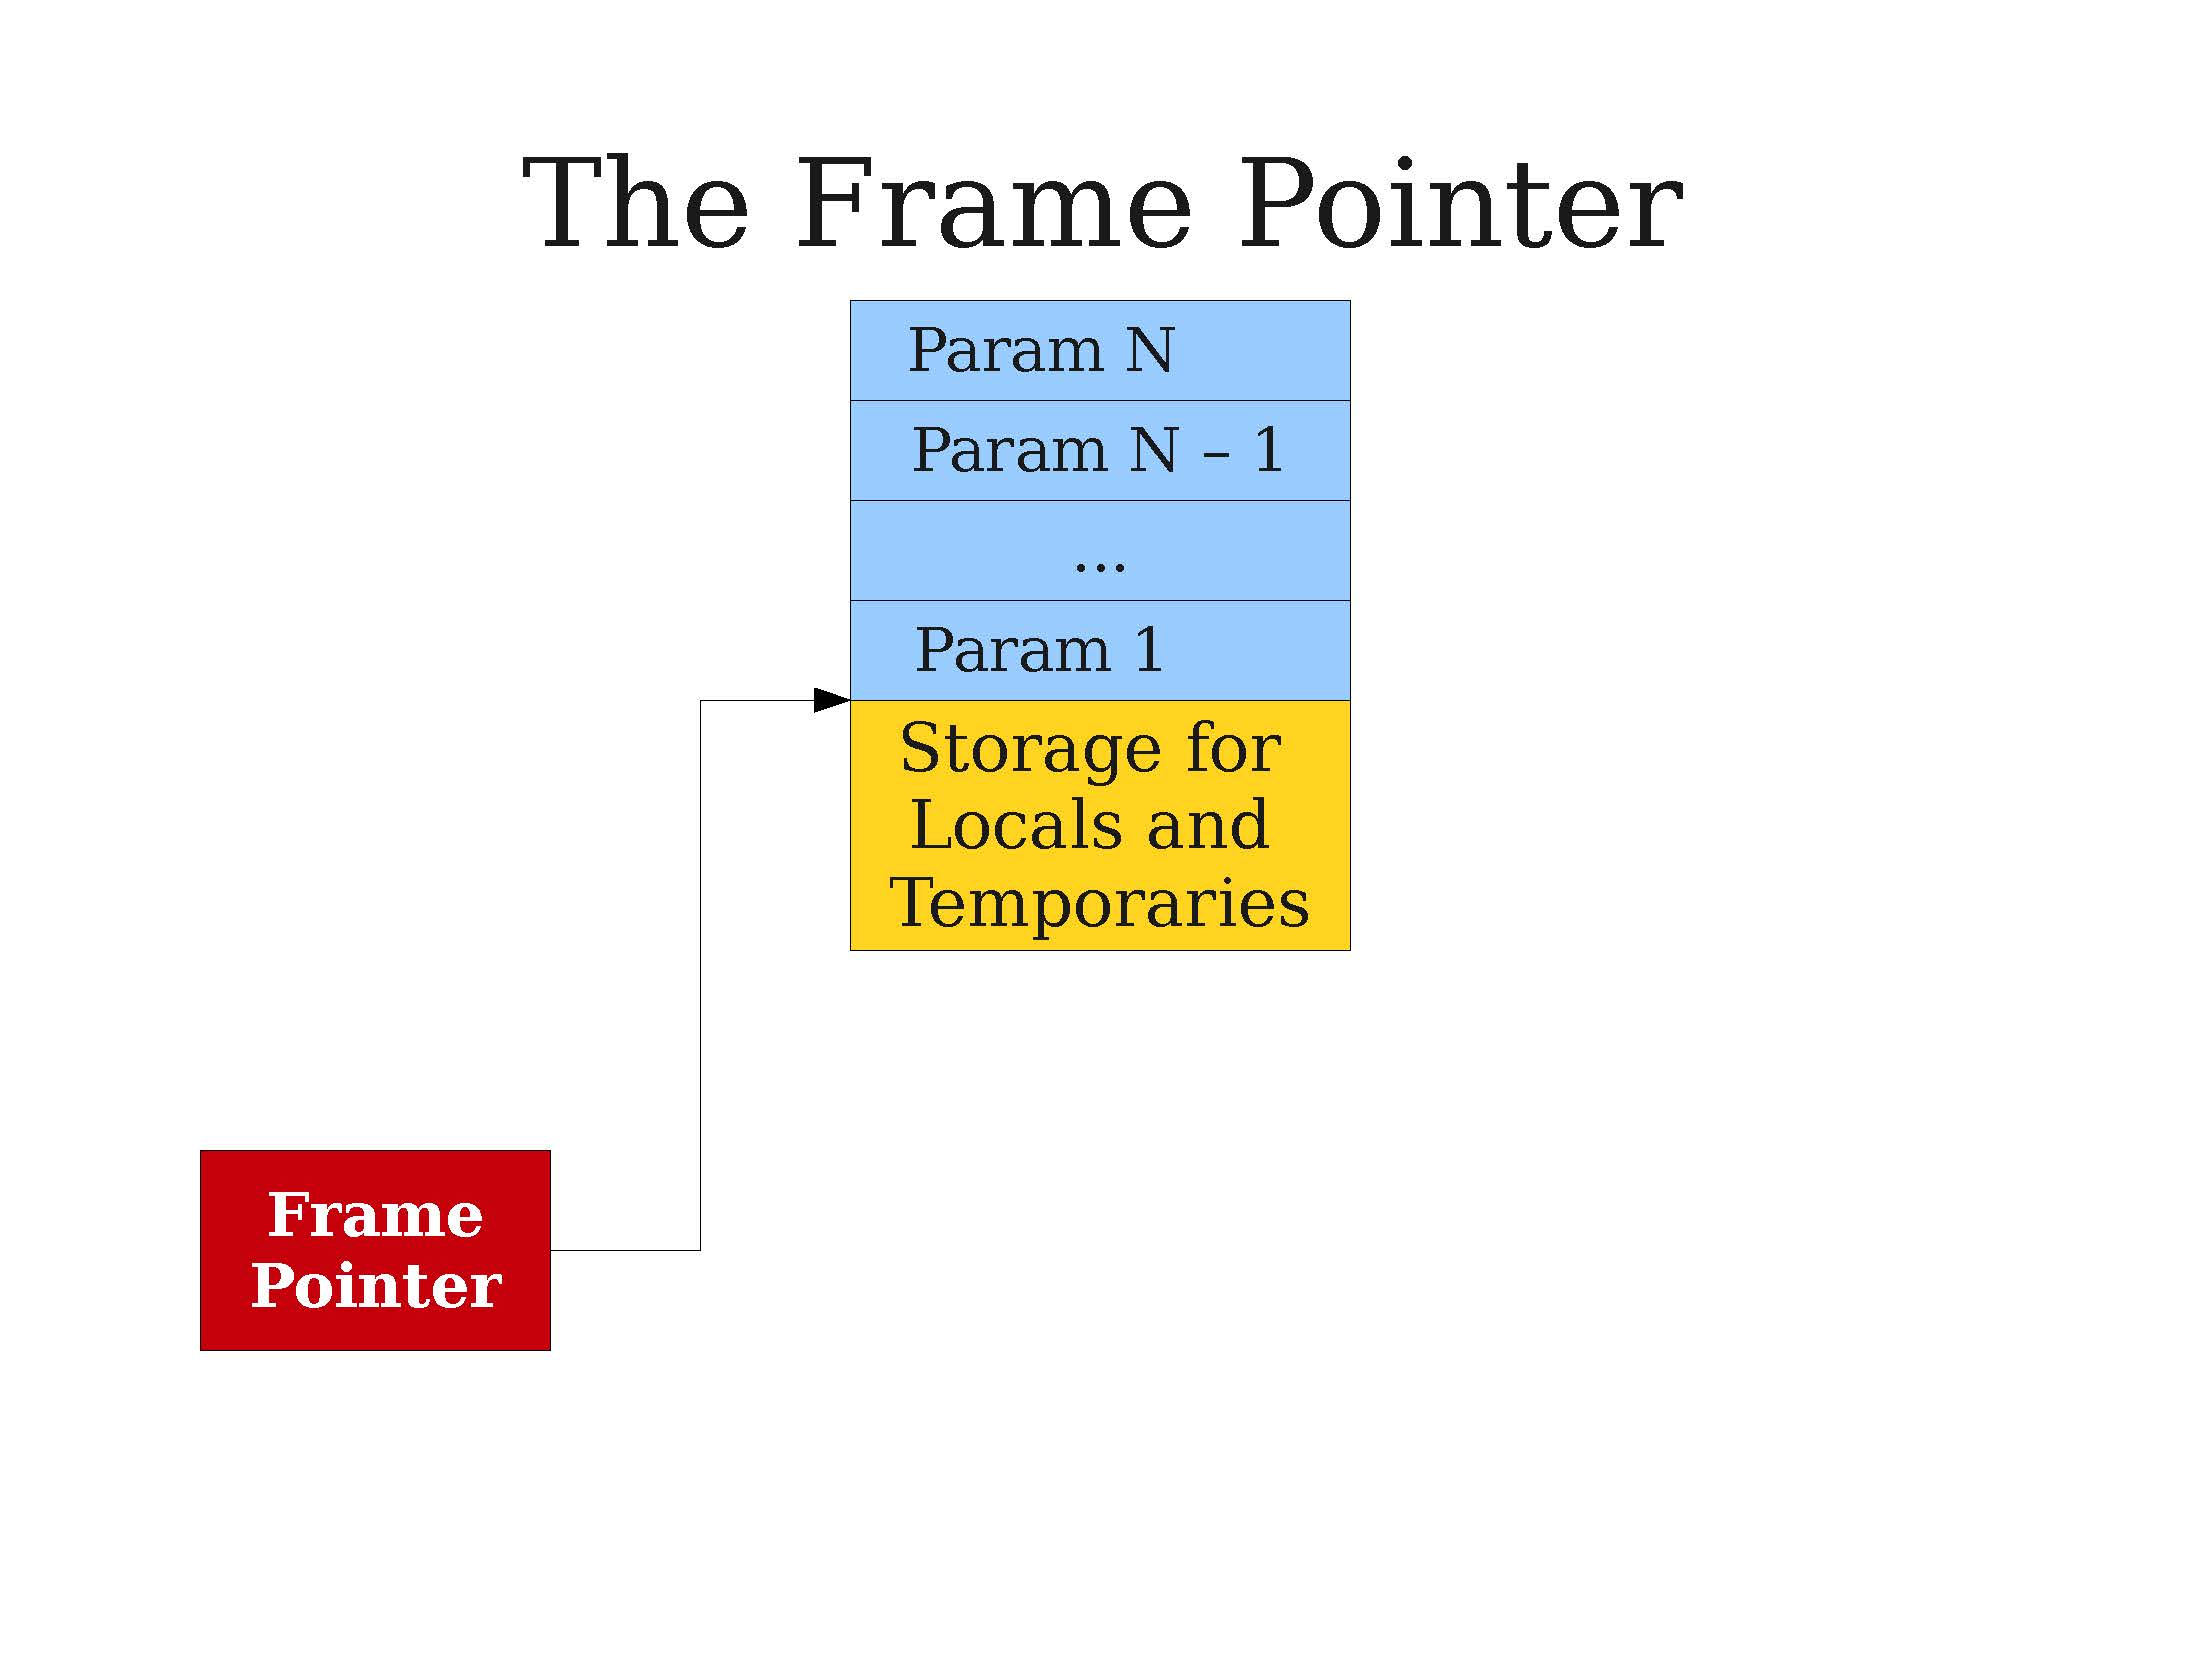 The Frame Pointer
Param N
Param N – 1
...
Param 1
Storage for
Locals and
Temporaries
Frame
Pointer